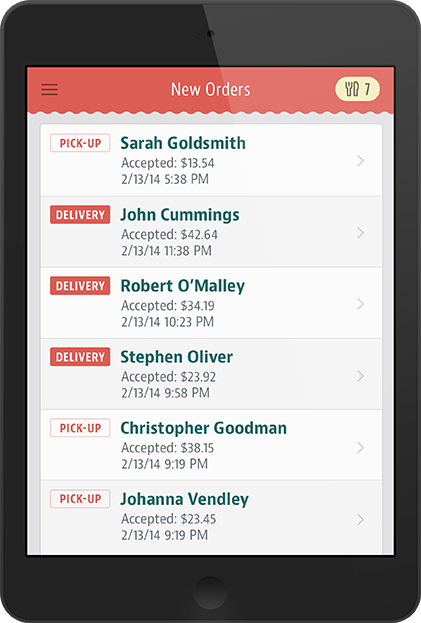 New Orders
7
PICK-UP
Sarah Goldsmith
Accepted: $13.54
2/13/14 5:38 PM
DELIVERY
John Cummings
Accepted: $42.64
2/13/14 11:38 PM
DELIVERY
Robert O'Malley
Accepted: $34.19
2/13/14 10:23 PM
DELIVERY
Stephen Oliver
Accepted: $23.92
2/13/14 9:58 PM
PICK-UP
Christopher Goodman
Accepted: $38.15
2/13/14 9:19 PM
PICK-UP
Johanna Vendley
Accepted: $23.45
2/13/14 9:19 PM